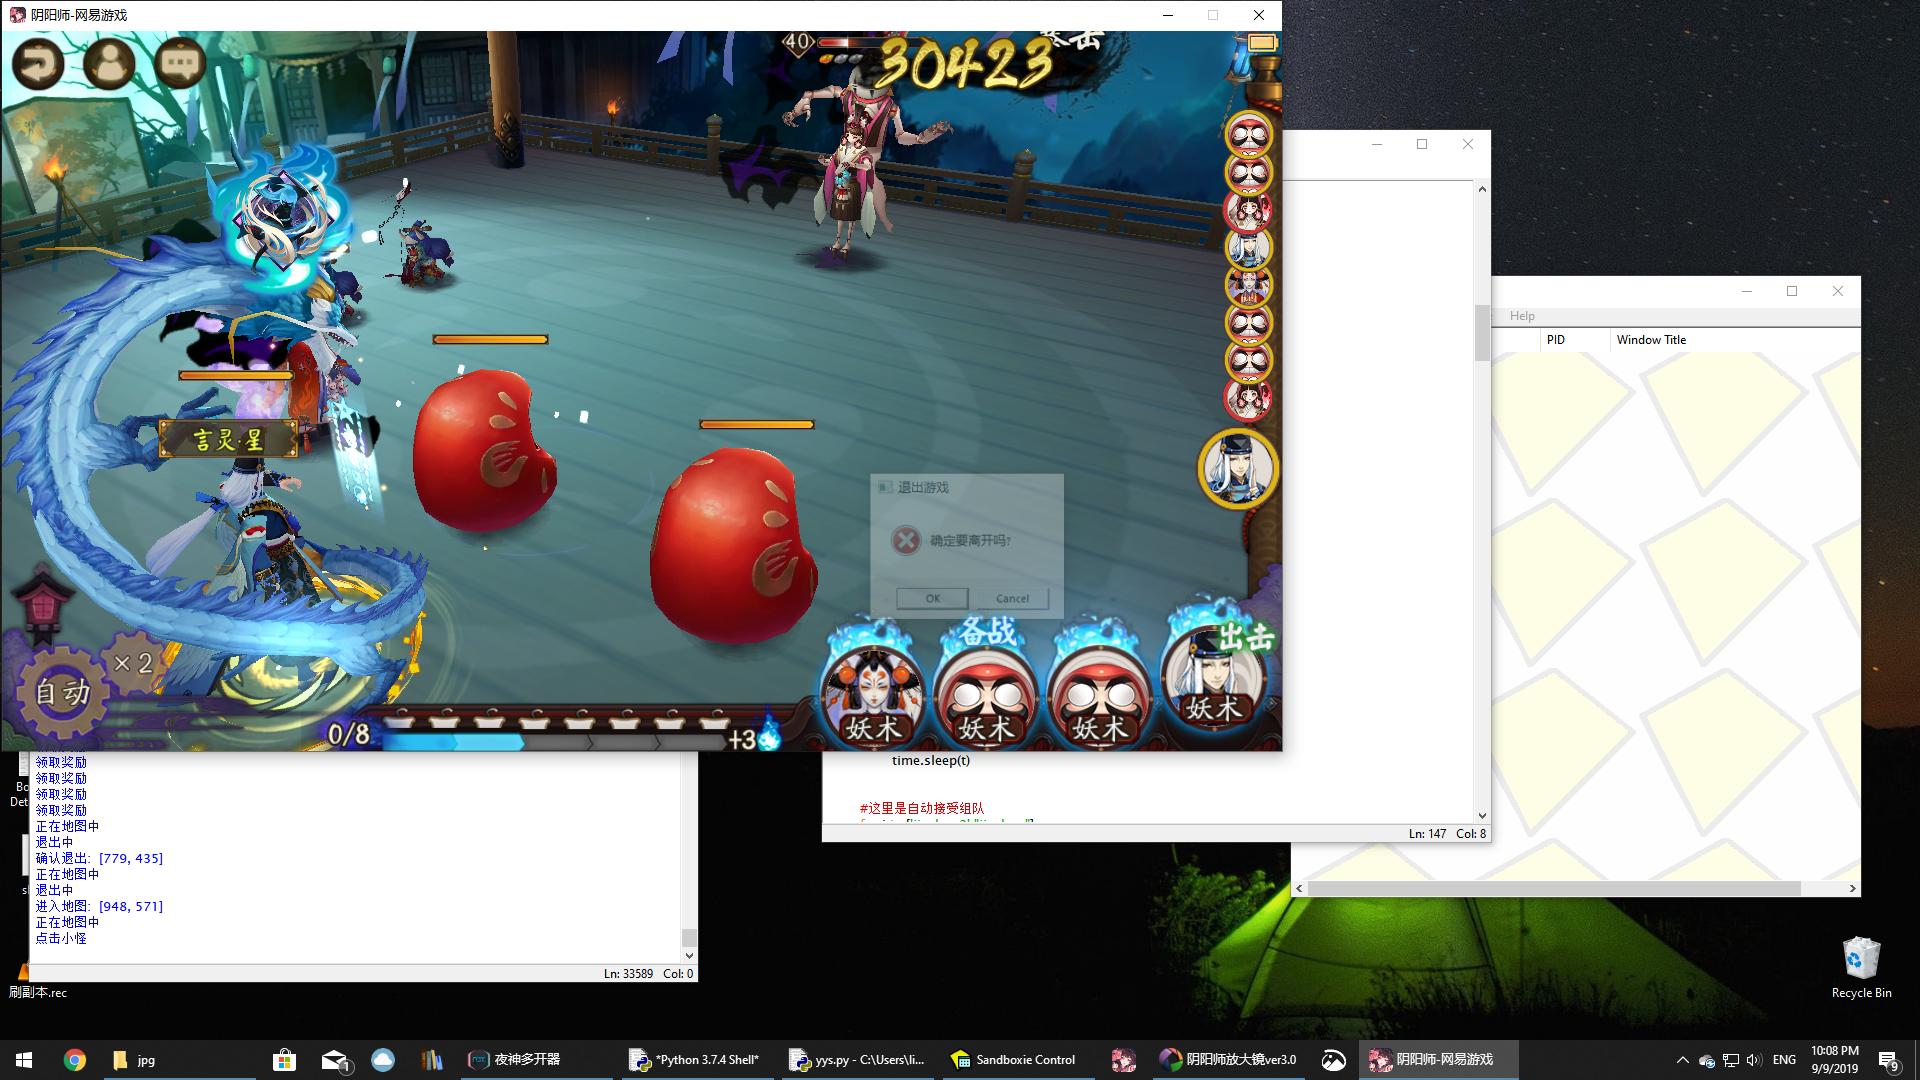 阴阳师-网易游戏
40
30423
言灵·星
退出游戏
确定要离开吗?
OK
Cancel
备战
出击
×2
自动
0/8
+3
妖术
妖术
妖术
妖术
Help
PID
Window Title
领取奖励
领取奖励
领取奖励
领取奖励
正在地图中
退出中
确认退出: [779, 435]
正在地图中
退出中
进入地图: [948, 571]
正在地图中
点击小怪
Ln: 33589 Col: 0
time.sleep(t)
#这里是自动接受组队
Ln: 147 Col: 8
刷副本.rec
Recycle Bin
jpg
1
夜神多开器
*Python 3.7.4 Shell*
yys.py - C:\Users\li...
Sandboxie Control
阴阳师放大镜ver3.0
阴阳师-网易游戏
ENG
10:08 PM
9/9/2019
9